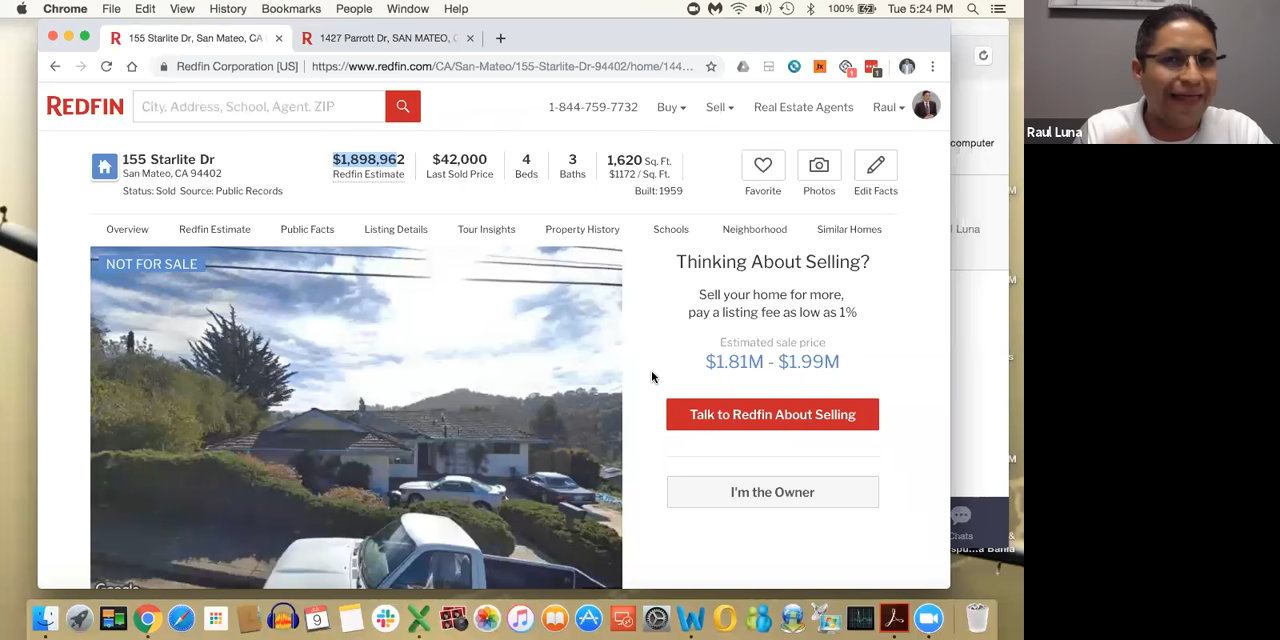 Chrome File Edit View History Bookmarks People Window Help 100% Tue 5:24 PM
155 Starlite Dr, San Mateo, CA 1427 Parrott Dr, SAN MATEO, C
Redfin Corporation [US] https://www.redfin.com/CA/San-Mateo/155-Starlite-Dr-94402/home/144...
REDFIN City, Address, School, Agent, ZIP 1-844-759-7732 Buy Sell Real Estate Agents Raul
155 Starlite Dr $1,898,962 $42,000 4 3 1,620 Sq. Ft.
San Mateo, CA 94402 Redfin Estimate Last Sold Price Beds Baths $1172 / Sq. Ft.
Status: Sold Source: Public Records Built: 1959 Favorite Photos Edit Facts
Overview Redfin Estimate Public Facts Listing Details Tour Insights Property History Schools Neighborhood Similar Homes
NOT FOR SALE
Thinking About Selling?
Sell your home for more,
pay a listing fee as low as 1%
Estimated sale price
$1.81M - $1.99M
Talk to Redfin About Selling
I'm the Owner
Google
Raul Luna
computer
Luna
Chats
JUL
9